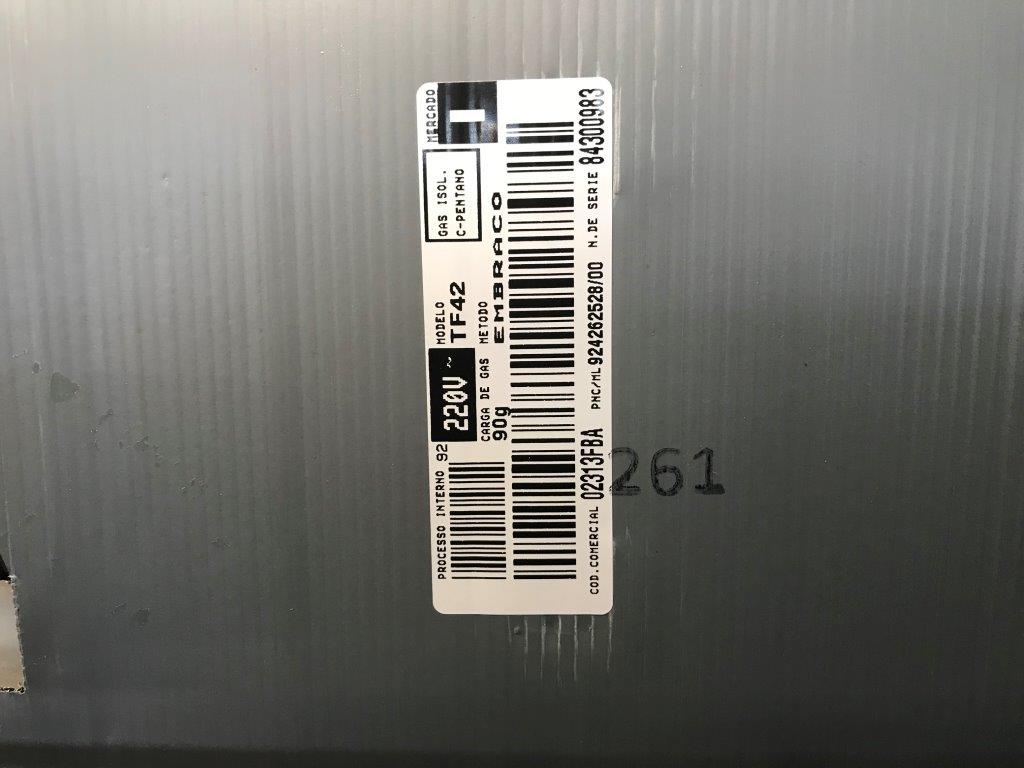 PROCESSO INTERNO 92
220V ~
MODELO
TF42
GAS ISOL.
C-PENTANO
MERCADO
I
CARGA DE GAS
90g
METODO
EMBRACO
COD.COMERCIAL 02313FBA PNC/ML 924262528/00 N.DE SERIE 84300983
261